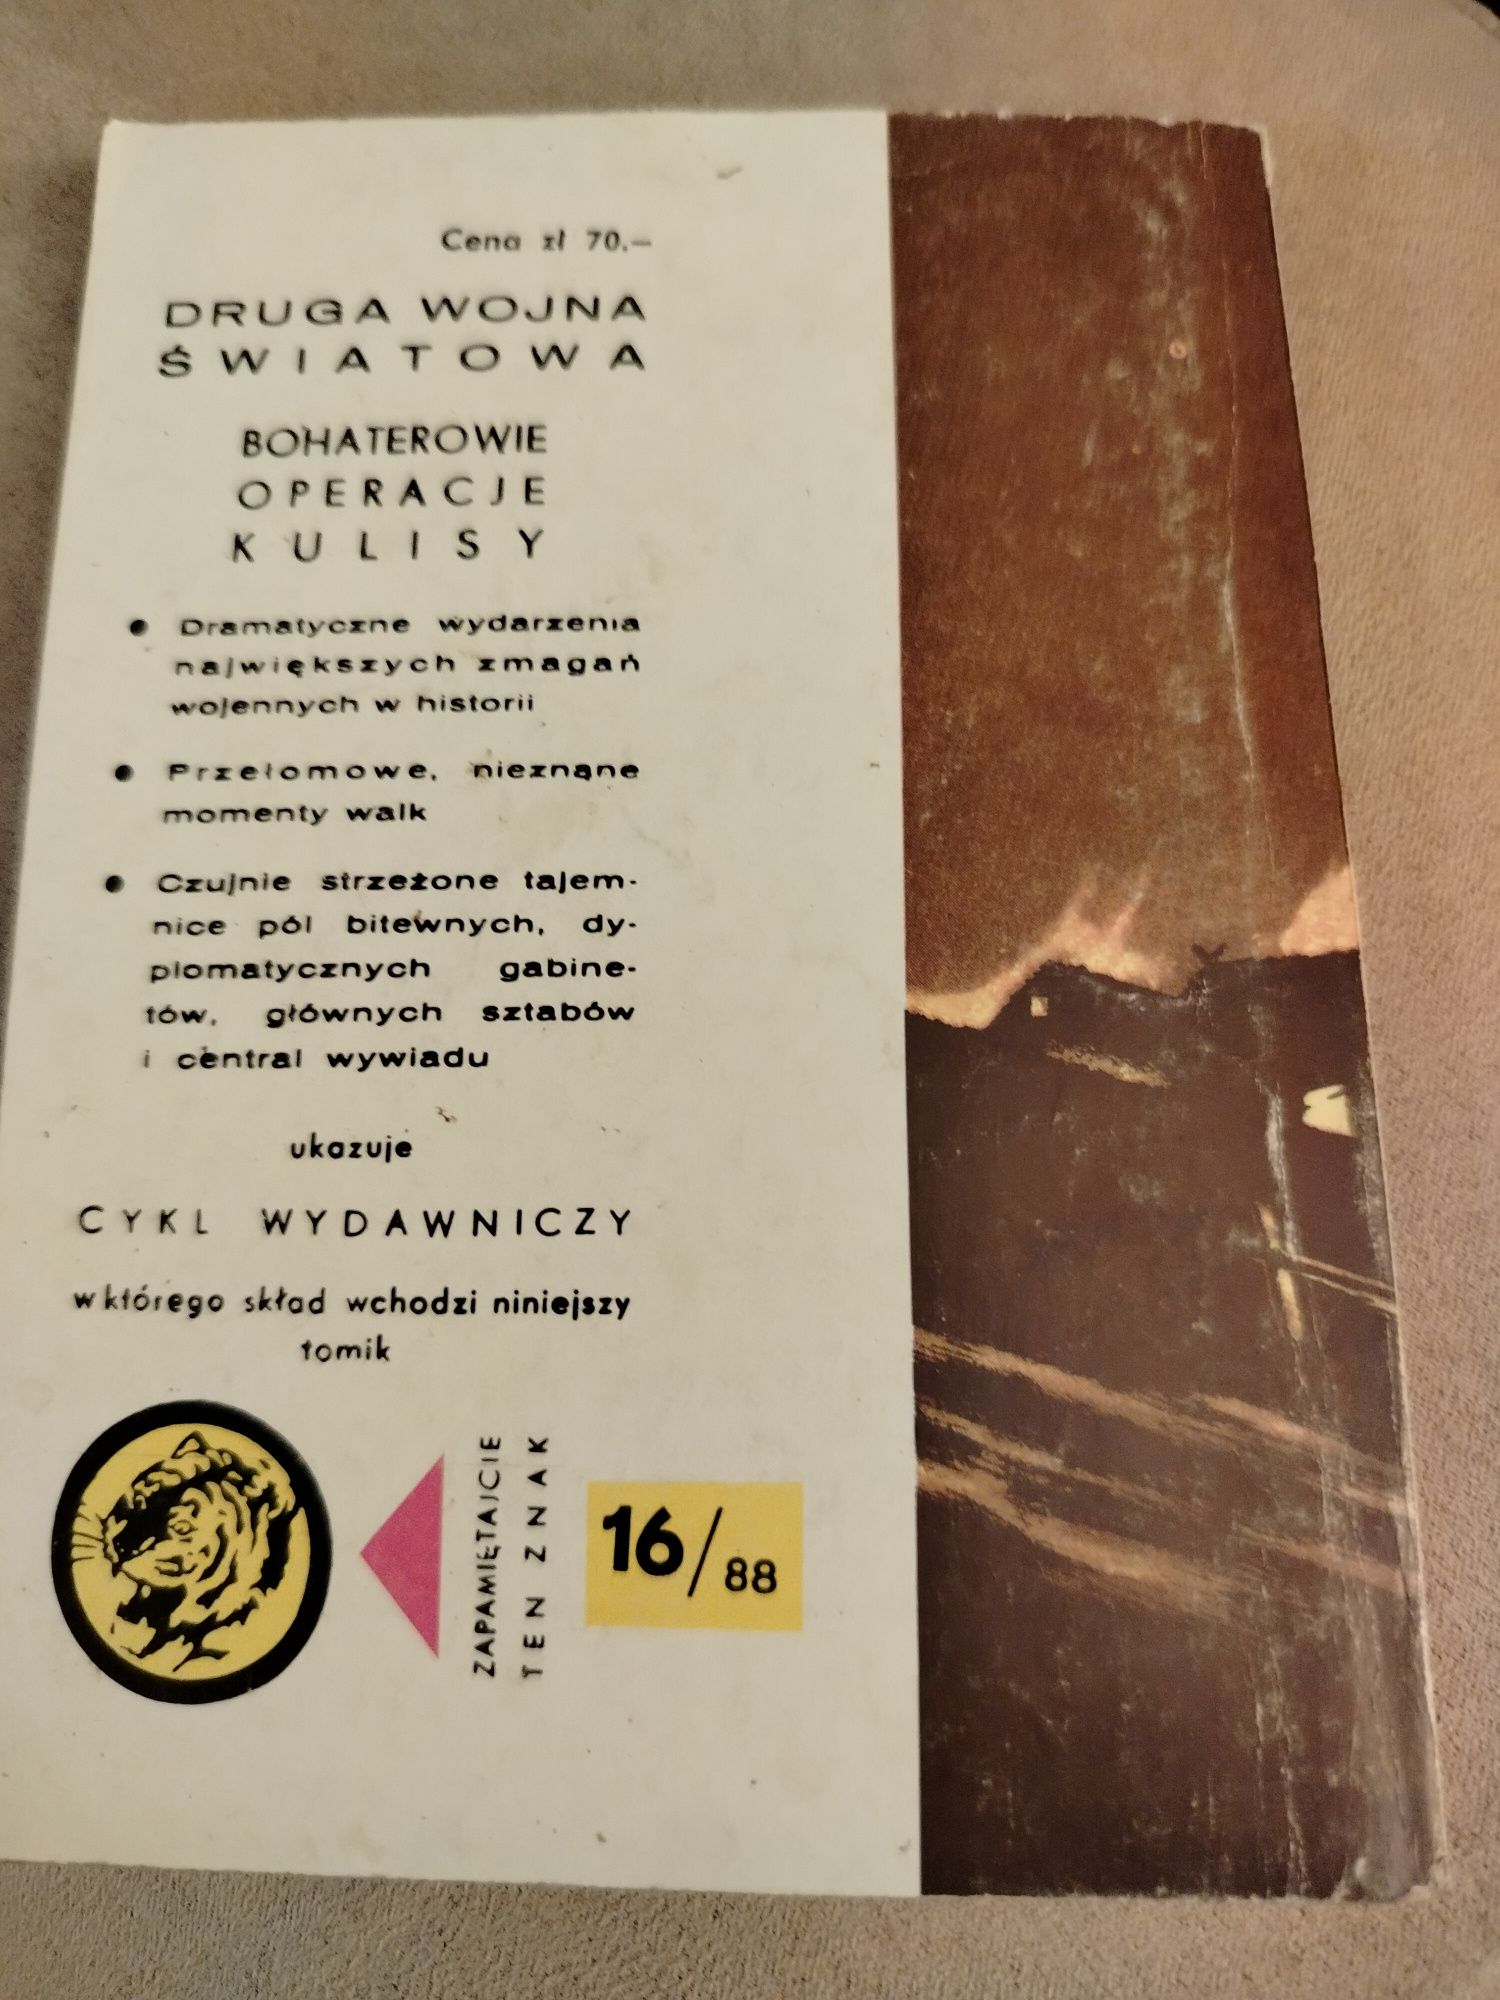 Cena zł 70.—
DRUGA WOJNA
ŚWIATOWA
BOHATEROWIE
OPERACJE
KULISY
• Dramatyczne wydarzenia
największych zmagań
wojennych w historii
• Przełomowe, nieznane
momenty walk
• Czujnie strzeżone tajem-
nice pól bitewnych, dy-
plomatycznych gabine-
tów, głównych sztabów
i central wywiadu
ukazuje
CYKL WYDAWNICZY
w którego skład wchodzi niniejszy
tomik
ZAPAMIĘTAJCIE
TEN ZNAK
16/88